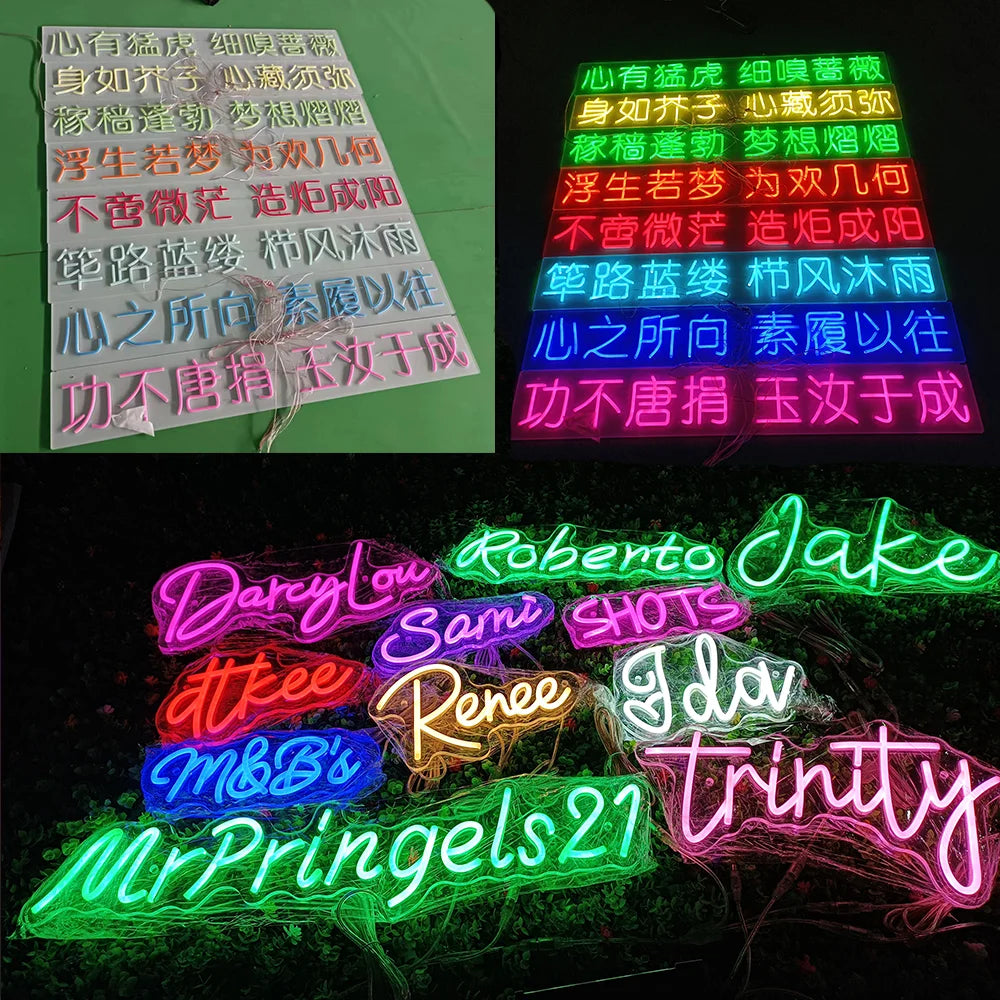 心有猛虎 细嗅蔷薇
身如芥子 心藏须弥
稼穑蓬勃 梦想熠熠
浮生若梦 为欢几何
不啻微茫 造炬成阳
筚路蓝缕 栉风沐雨
心之所向 素履以往
功不唐捐 玉汝于成
心有猛虎 细嗅蔷薇
身如芥子 心藏须弥
稼穑蓬勃 梦想熠熠
浮生若梦 为欢几何
不啻微茫 造炬成阳
筚路蓝缕 栉风沐雨
心之所向 素履以往
功不唐捐 玉汝于成
Roberto
Jake
DarcyLou
Sami
SHOTS
dtkee
Renee
Ida
M&B's
trinity
MrPringels21